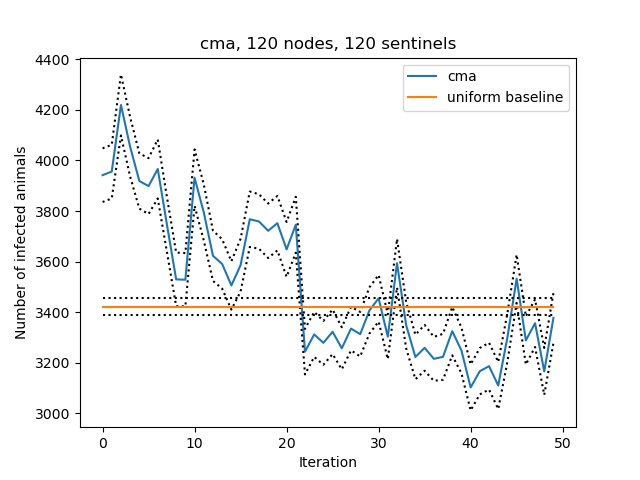 cma, 120 nodes, 120 sentinels
4400
4200
4000
3800
3600
3400
3200
3000
Number of infected animals
cma
uniform baseline
0 10 20 30 40 50
Iteration